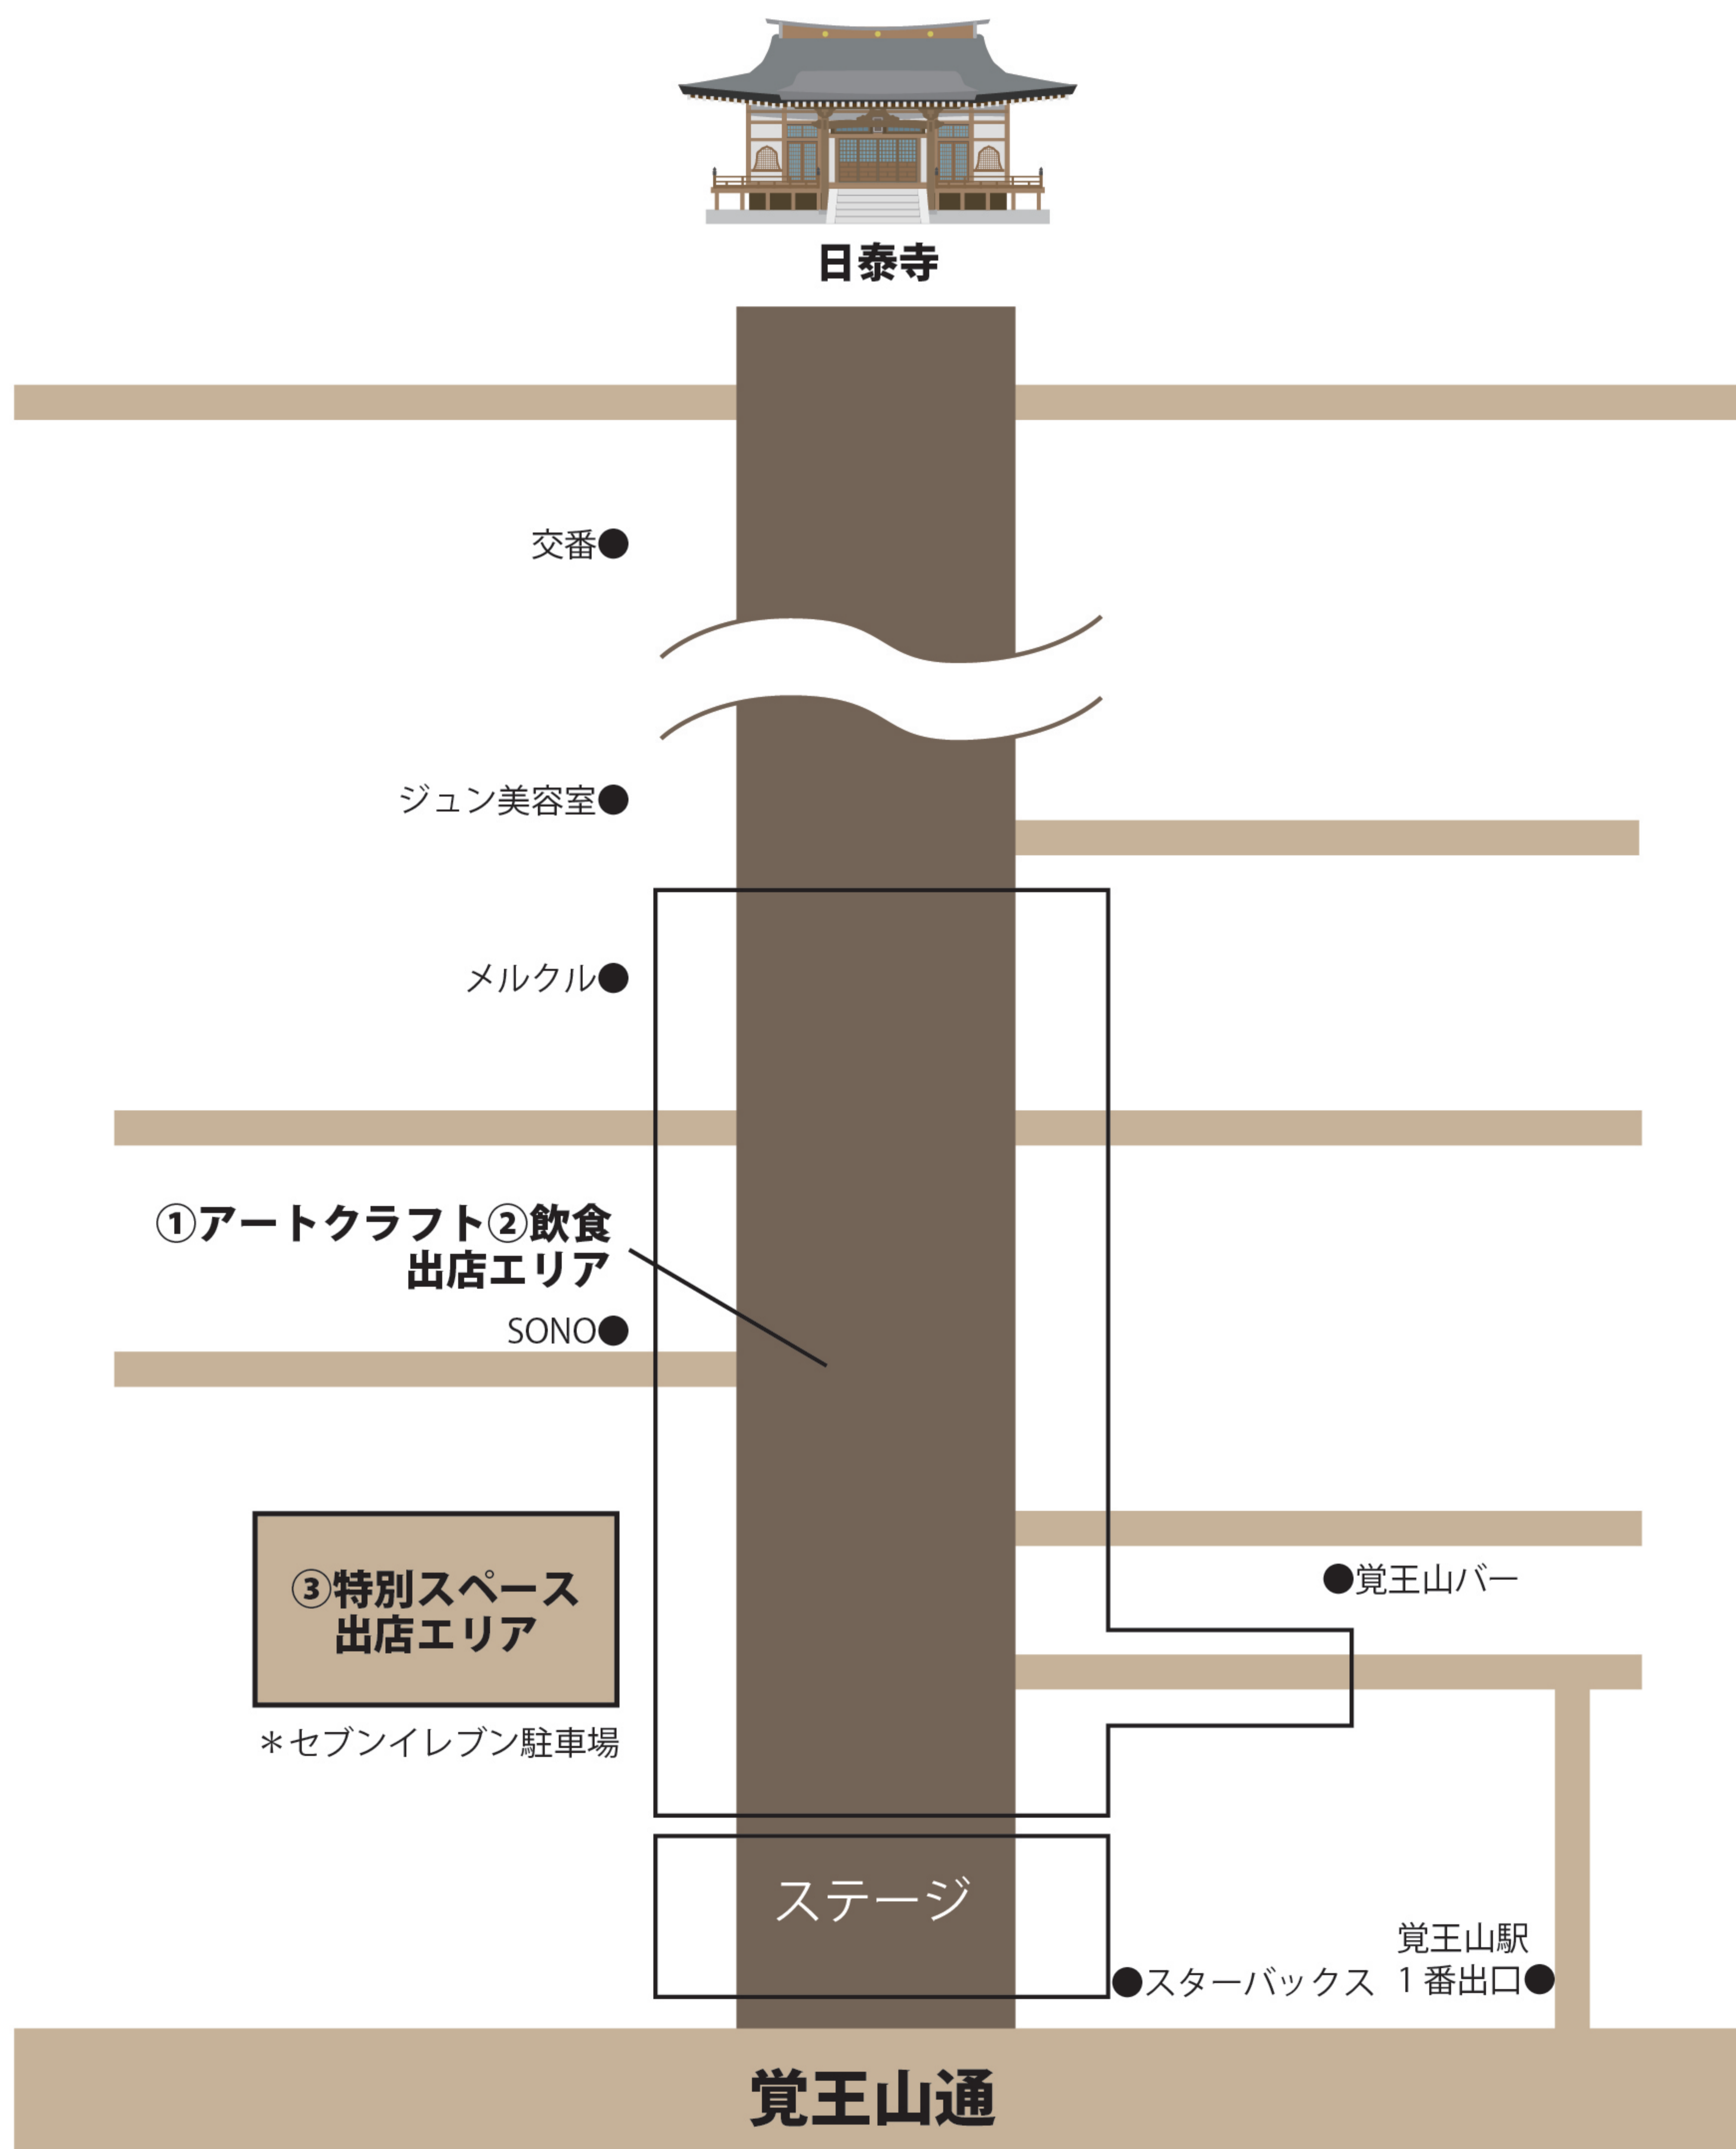 日泰寺
交番●
ジュン美容室●
メルクル●
①アートクラフト②飲食
出店エリア
SONO●
③特別スペース
出店エリア
●覚王山バー
＊セブンイレブン駐車場
ステージ
覚王山駅
●スターバックス
１番出口●
覚王山通